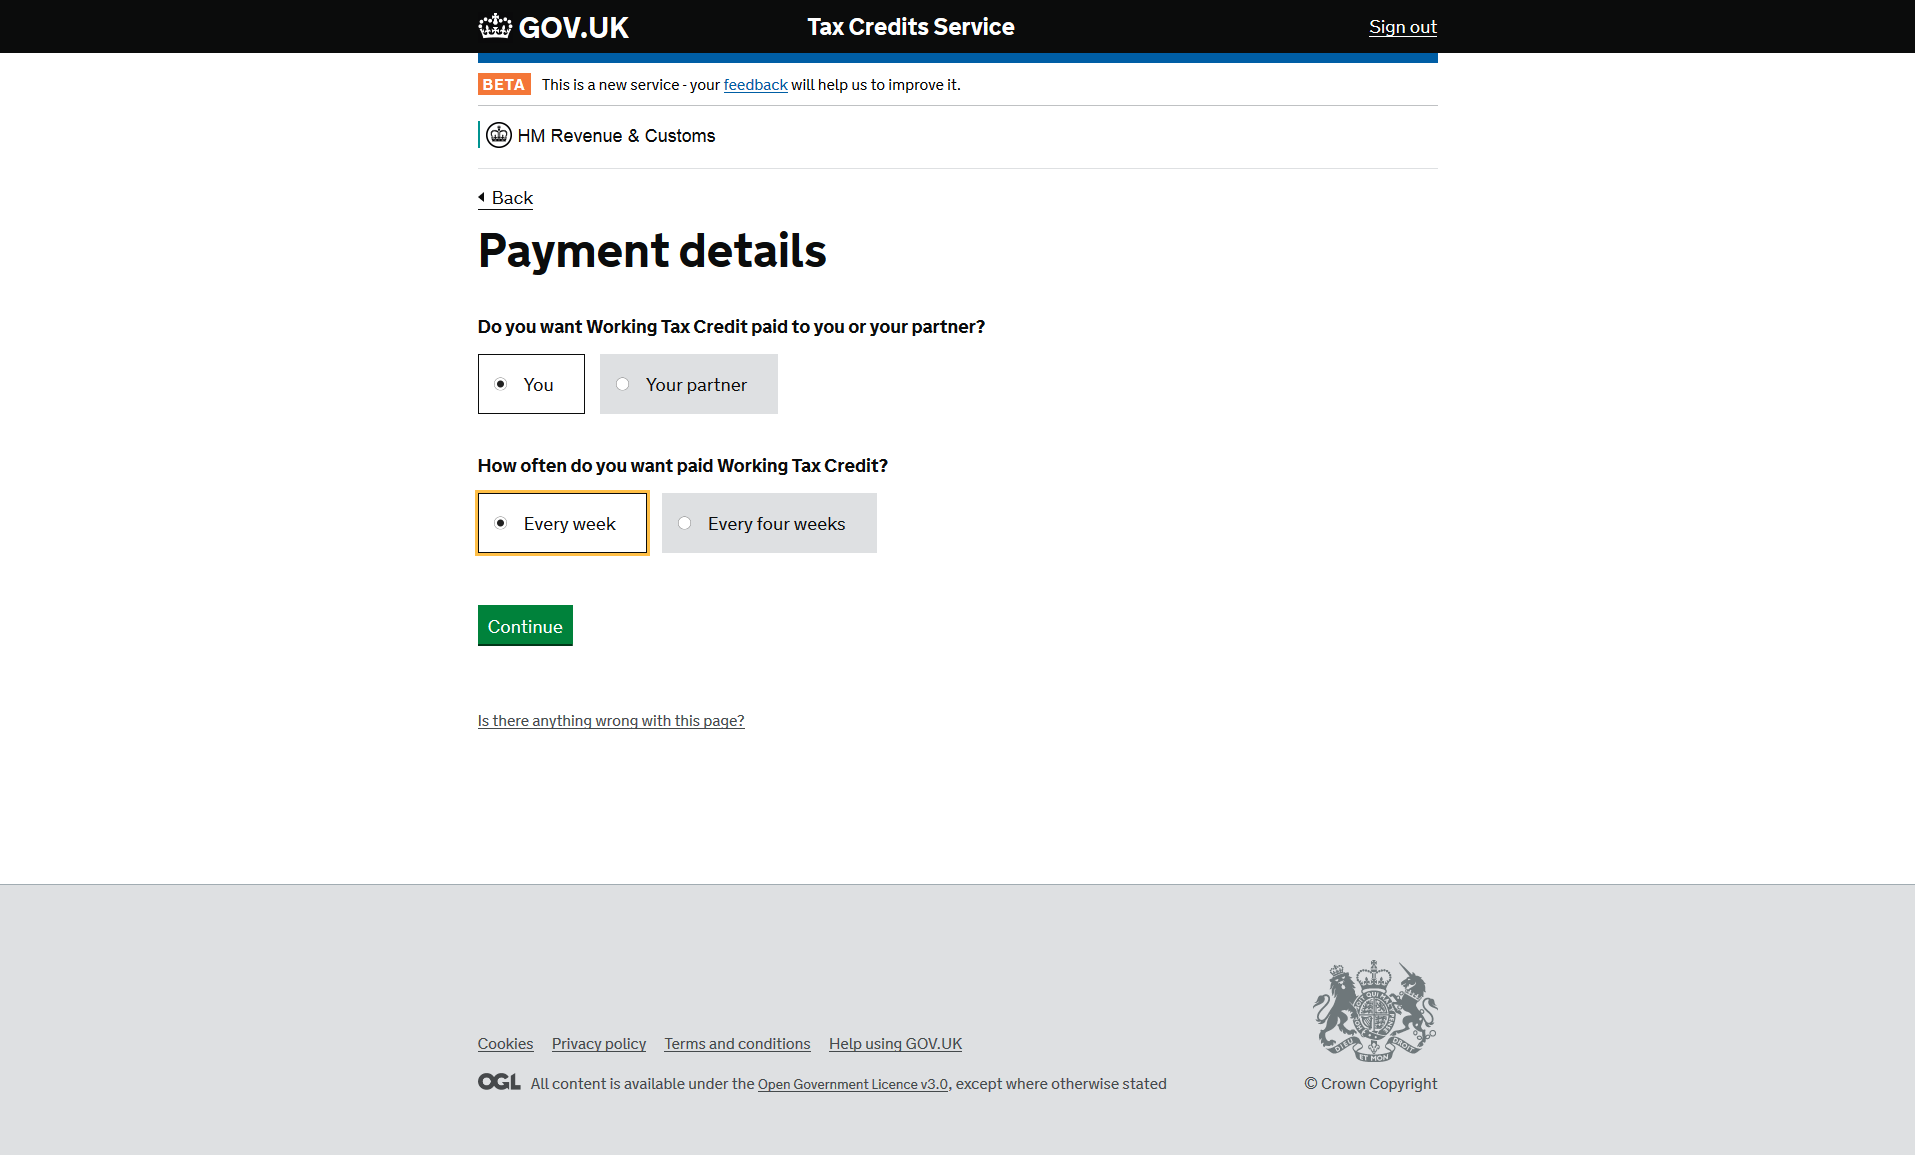 GOV.UK Tax Credits Service Sign out
BETA This is a new service - your feedback will help us to improve it.
HM Revenue & Customs
Back
Payment details
Do you want Working Tax Credit paid to you or your partner?
You Your partner
How often do you want paid Working Tax Credit?
Every week Every four weeks
Continue
Is there anything wrong with this page?
Cookies Privacy policy Terms and conditions Help using GOV.UK
OGL All content is available under the Open Government Licence v3.0, except where otherwise stated
DIEU ET MON DROIT
© Crown Copyright